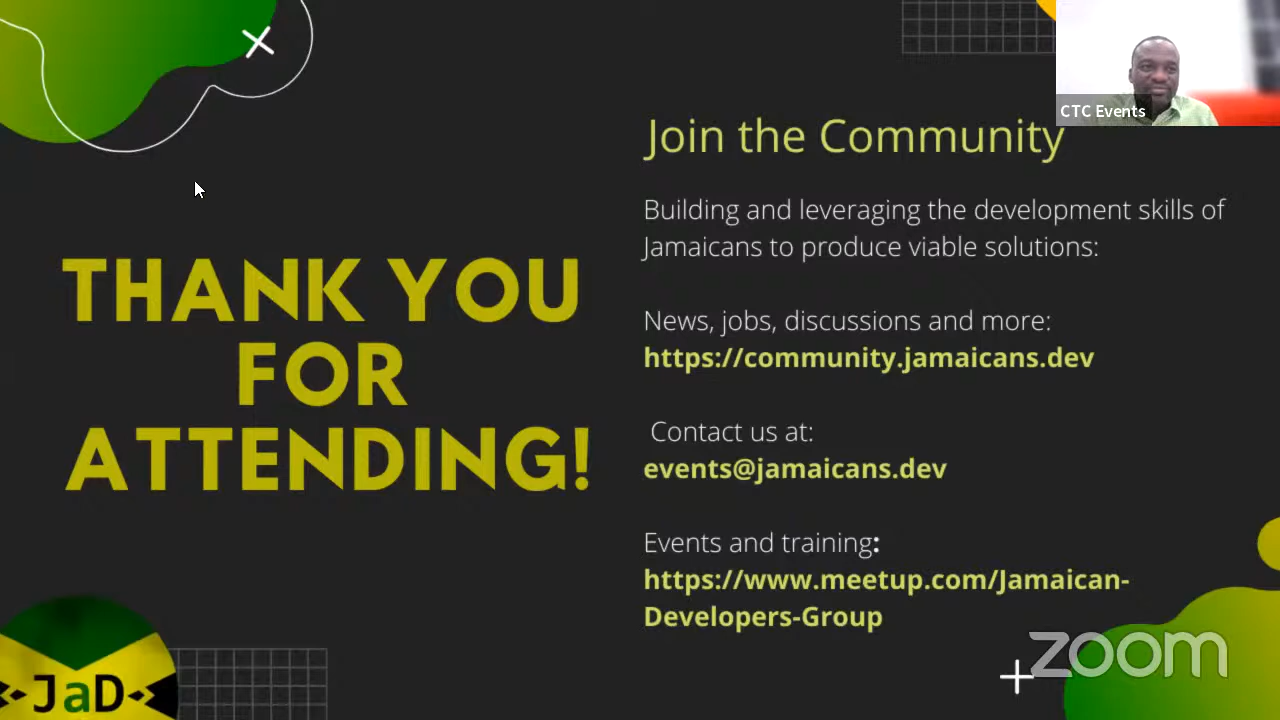 CTC Events
Join the Community
Building and leveraging the development skills of
Jamaicans to produce viable solutions:
THANK YOU
FOR
ATTENDING!
News, jobs, discussions and more:
https://community.jamaicans.dev
Contact us at:
events@jamaicans.dev
Events and training:
https://www.meetup.com/Jamaican-
Developers-Group
zoom
JaD